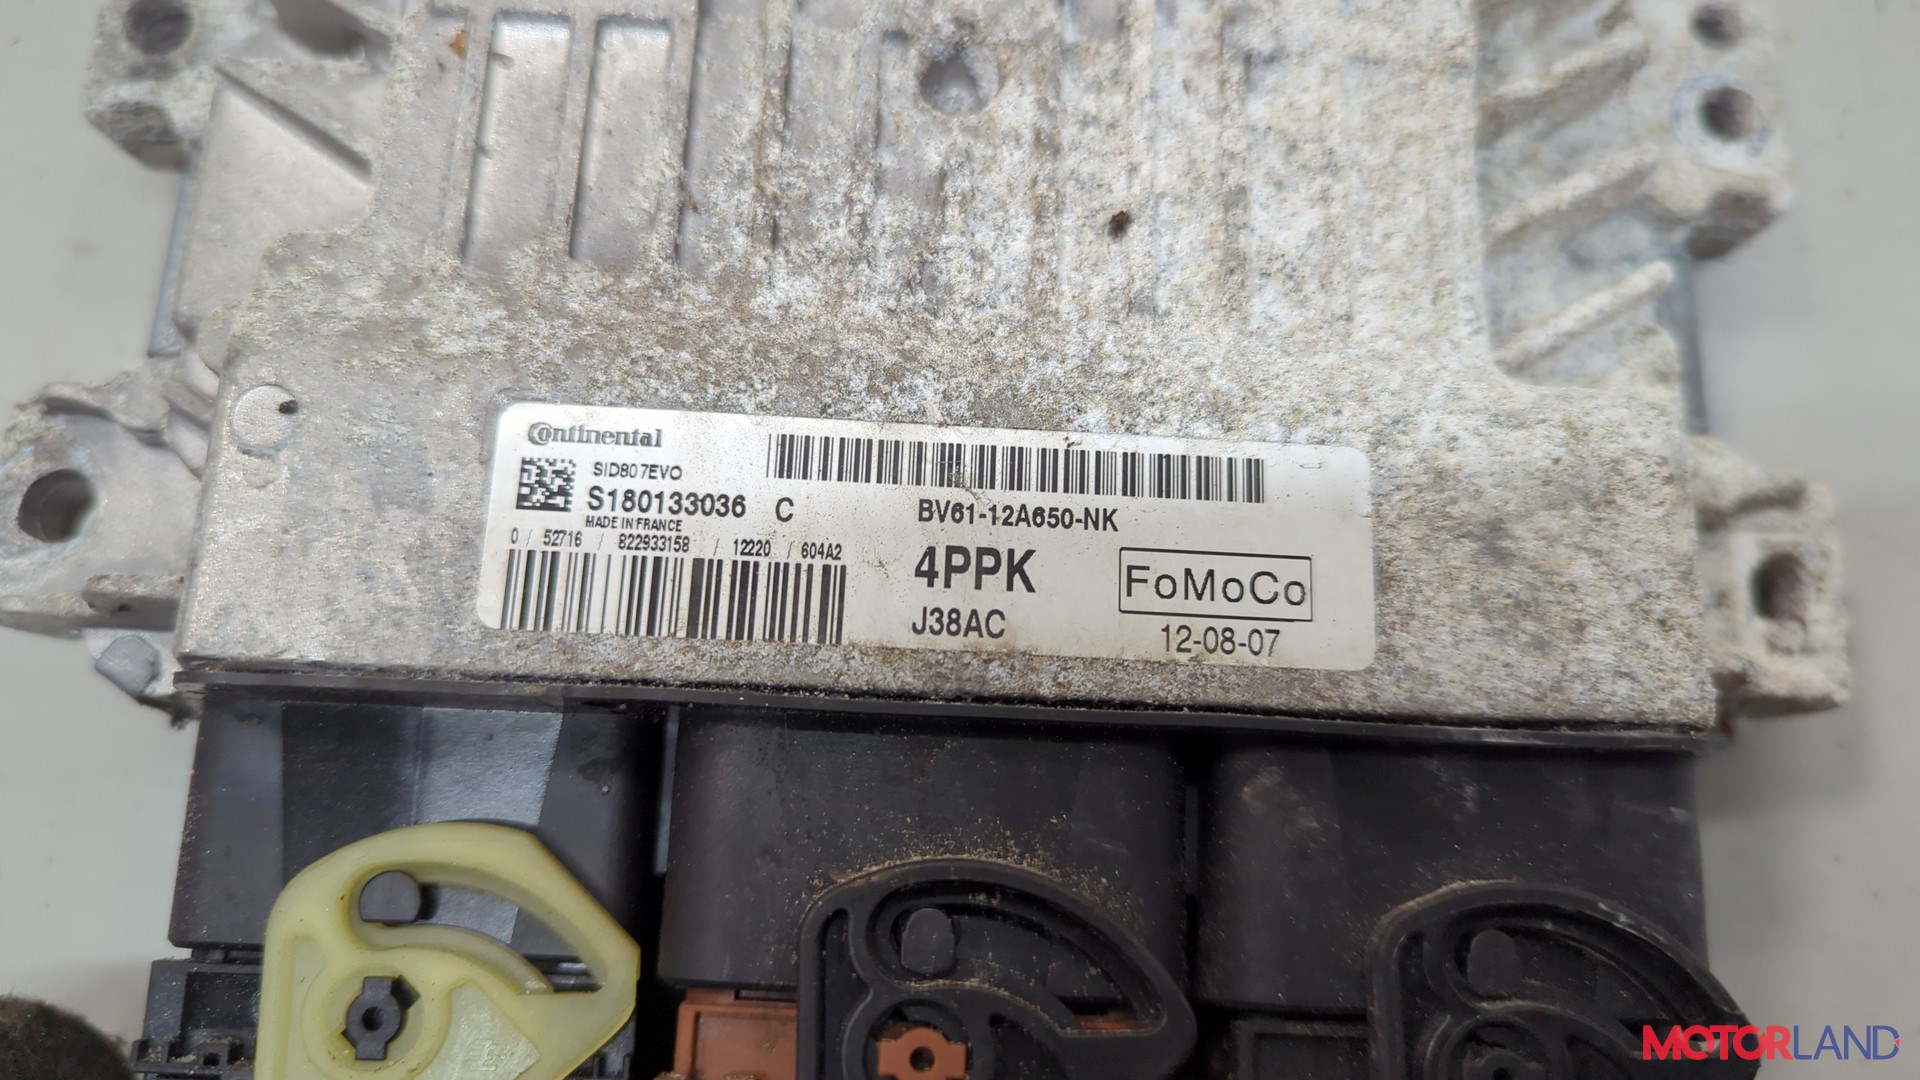 Continental
SID807EVO
S180133036 C
MADE IN FRANCE
0 / 52716 / 822933158 / 12220 / 604A2
BV61-12A650-NK
4PPK
J38AC
FoMoCo
12-08-07
MOTORLAND